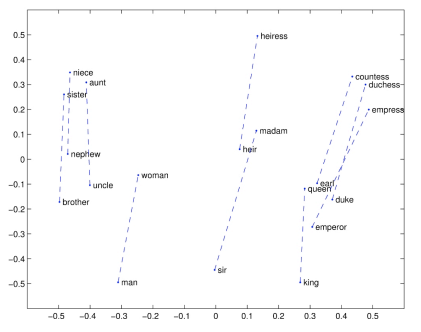 0.5
0.4
0.3
0.2
0.1
0
−0.1
−0.2
−0.3
−0.4
−0.5
heiress
niece
aunt
countess
duchess
sister
empress
madam
nephew
heir
woman
uncle
earl
queen
brother
duke
emperor
sir
man
king
−0.5 −0.4 −0.3 −0.2 −0.1 0 0.1 0.2 0.3 0.4 0.5